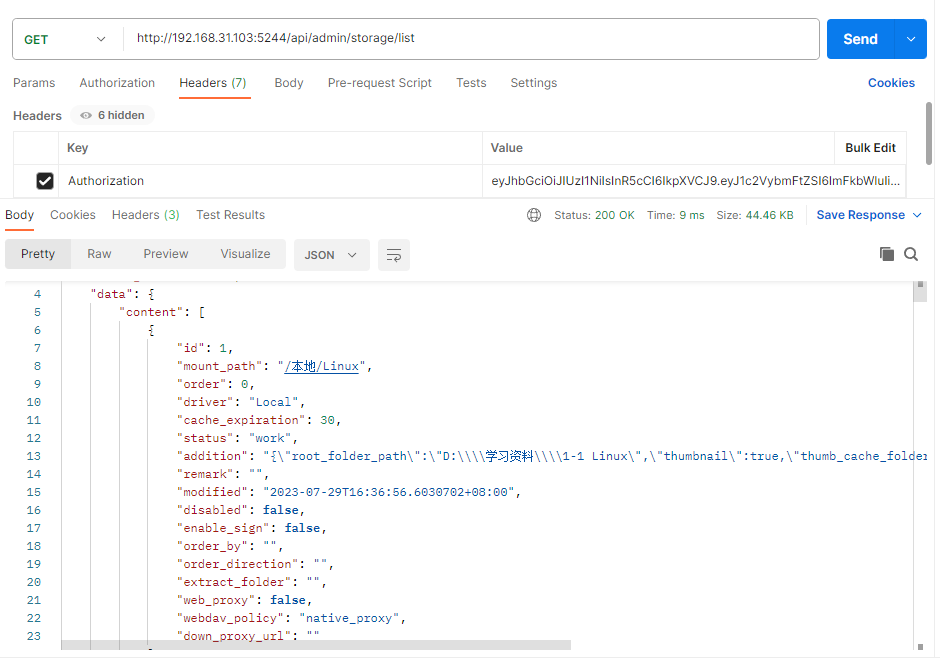 GET http://192.168.31.103:5244/api/admin/storage/list Send
Params Authorization Headers (7) Body Pre-request Script Tests Settings Cookies
Headers 6 hidden
Key Value Bulk Edit
Authorization eyJhbGciOiJIUzI1NiIsInR5cCI6IkpXVCJ9.eyJ1c2VybmFtZSI6ImFkbWluIi...
Body Cookies Headers (3) Test Results Status: 200 OK Time: 9 ms Size: 44.46 KB Save Response
Pretty Raw Preview Visualize JSON
4 "data": {
5 "content": [
6 {
7 "id": 1,
8 "mount_path": "/本地/Linux",
9 "order": 0,
10 "driver": "Local",
11 "cache_expiration": 30,
12 "status": "work",
13 "addition": "{\"root_folder_path\":\"D:\\\\学习资料\\\\1-1 Linux\",\"thumbnail\":true,\"thumb_cache_folder
14 "remark": "",
15 "modified": "2023-07-29T16:36:56.6030702+08:00",
16 "disabled": false,
17 "enable_sign": false,
18 "order_by": "",
19 "order_direction": "",
20 "extract_folder": "",
21 "web_proxy": false,
22 "webdav_policy": "native_proxy",
23 "down_proxy_url": ""